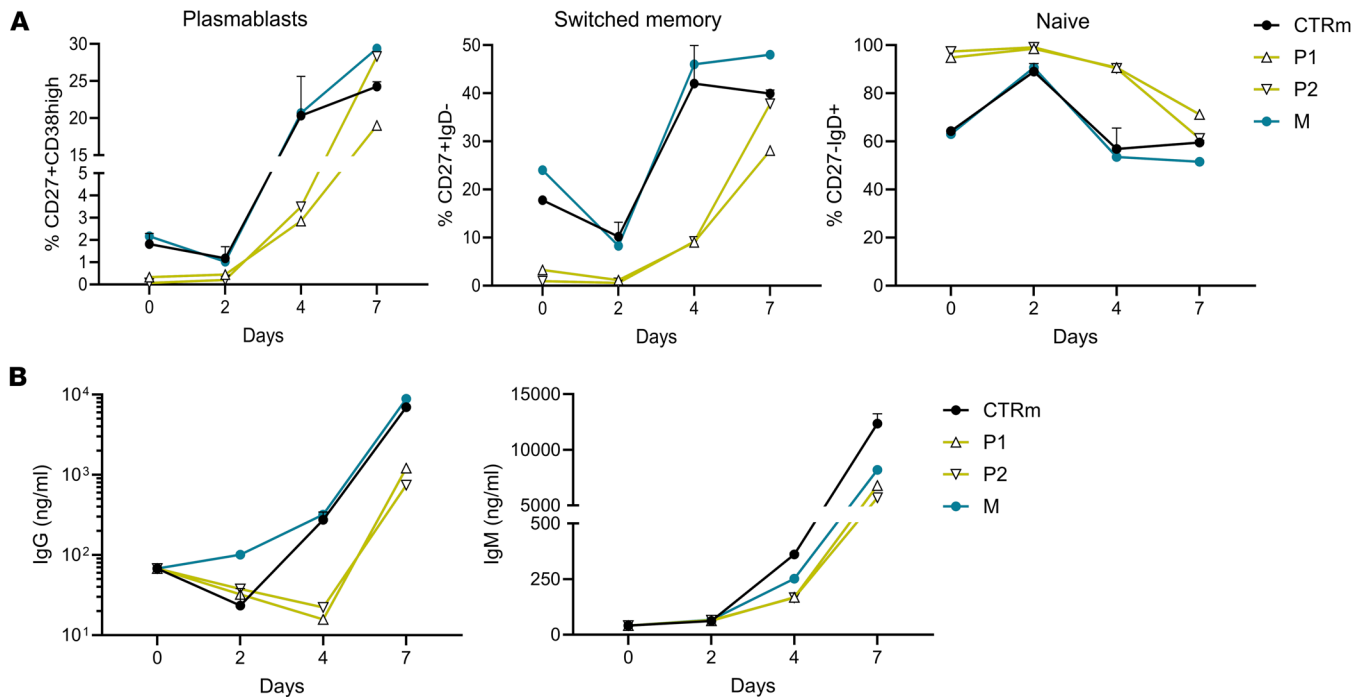 A
Plasmablasts
Switched memory
Naive
% CD27+CD38high
30
25
20
15
5
4
3
2
1
0
0 2 4 7
Days
% CD27+IgD-
50
40
30
20
10
0
0 2 4 7
Days
% CD27-IgD+
100
80
60
40
20
0
0 2 4 7
Days
CTRm
P1
P2
M
B
IgG (ng/ml)
10⁴
10³
10²
10¹
0 2 4 7
Days
IgM (ng/ml)
15000
10000
5000
500
250
0
0 2 4 7
Days
CTRm
P1
P2
M